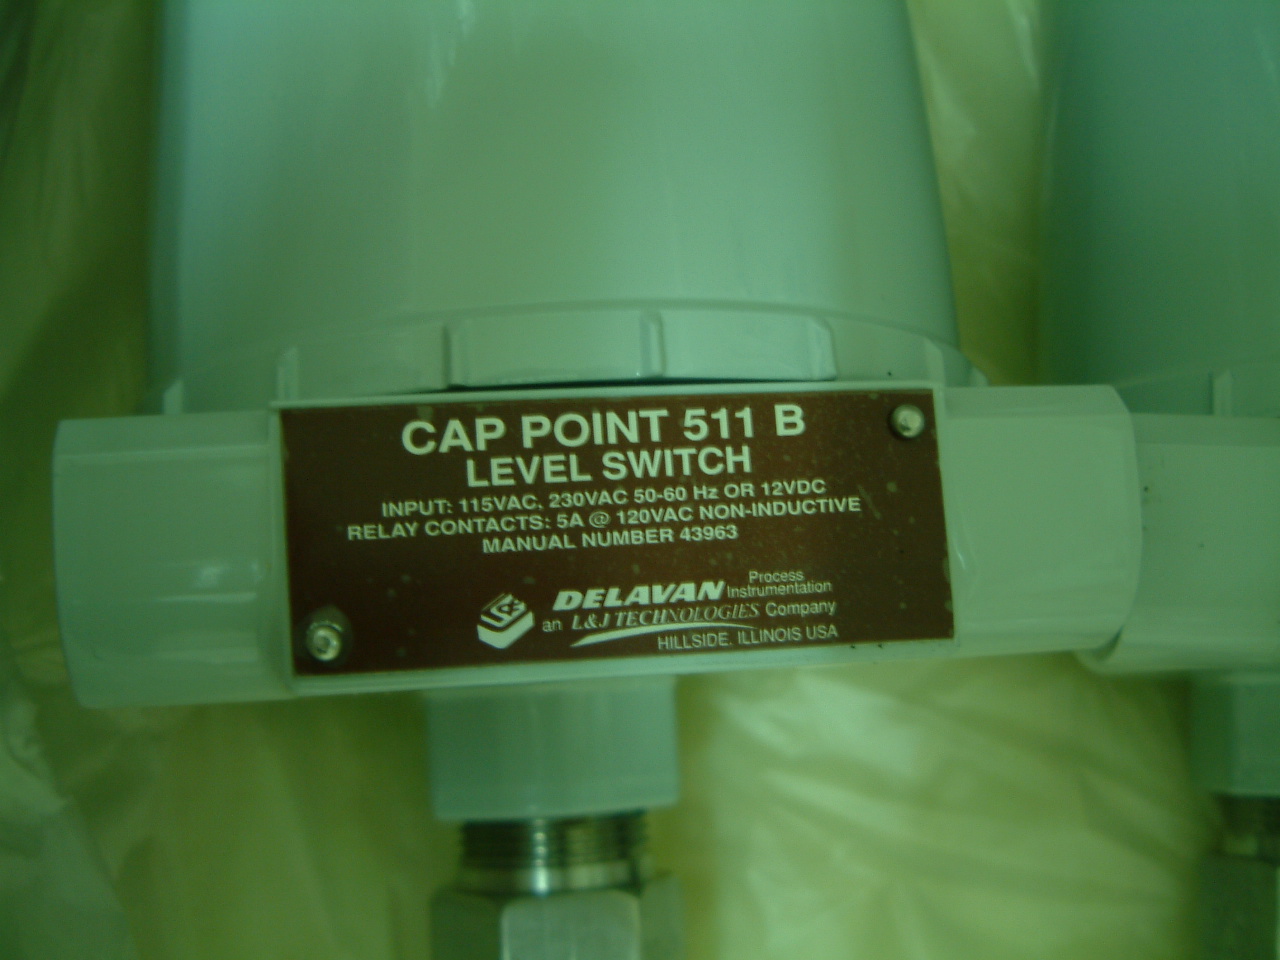 CAP POINT 511 B
LEVEL SWITCH
INPUT: 115VAC, 230VAC 50-60 Hz OR 12VDC
RELAY CONTACTS: 5A @ 120VAC NON-INDUCTIVE
MANUAL NUMBER 43963
DELAVAN Process Instrumentation
an L&J TECHNOLOGIES Company
HILLSIDE, ILLINOIS USA